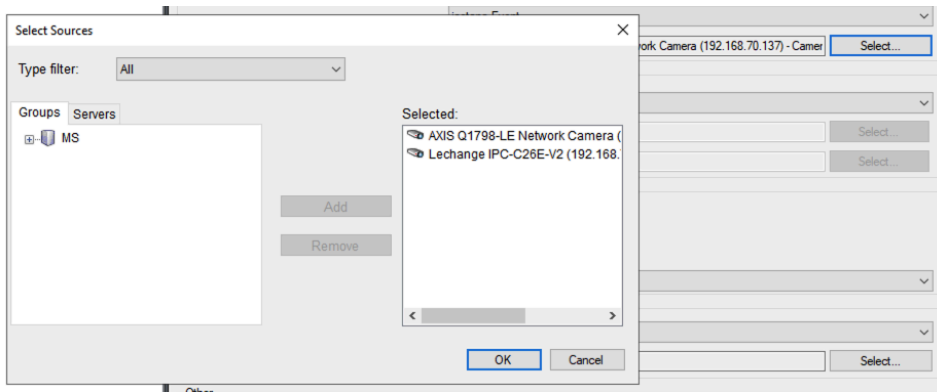 Select Sources
Type filter: All
Groups Servers
MS
Add
Remove
Selected:
AXIS Q1798-LE Network Camera (
Lechange IPC-C26E-V2 (192.168.
OK Cancel
Event
ork Camera (192.168.70.137) - Camer Select...
Select...
Select...
Select...
Other